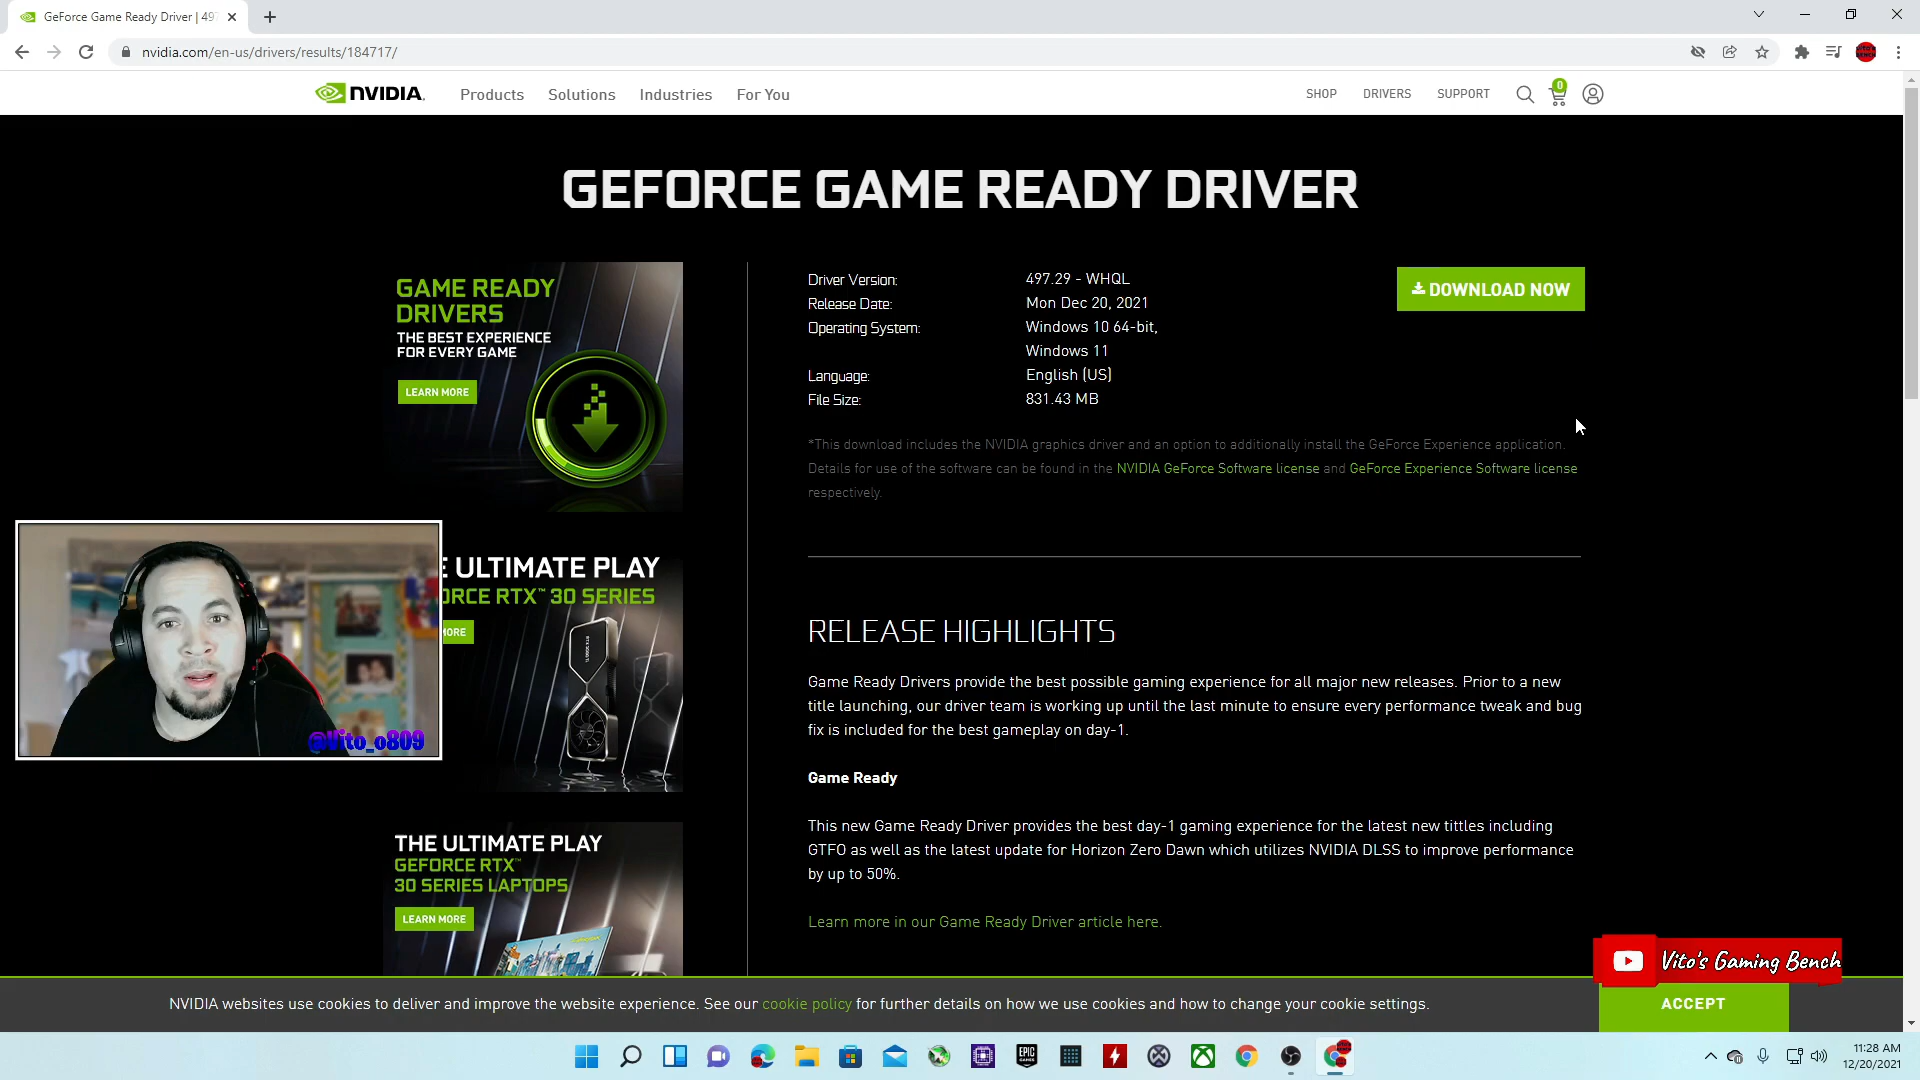 GeForce Game Ready Driver | 497
nvidia.com/en-us/drivers/results/184717/
NVIDIA.
Products
Solutions
Industries
For You
SHOP
DRIVERS
SUPPORT
0
GEFORCE GAME READY DRIVER
GAME READY
DRIVERS
THE BEST EXPERIENCE
FOR EVERY GAME
LEARN MORE
Driver Version:
497.29 - WHQL
Release Date:
Mon Dec 20, 2021
Operating System:
Windows 10 64-bit,
Windows 11
Language:
English (US)
File Size:
831.43 MB
DOWNLOAD NOW
*This download includes the NVIDIA graphics driver and an option to additionally install the GeForce Experience application.
Details for use of the software can be found in the NVIDIA GeForce Software license and GeForce Experience Software license
respectively.
E ULTIMATE PLAY
ORCE RTX™ 30 SERIES
MORE
@Vito_o809
RELEASE HIGHLIGHTS
Game Ready Drivers provide the best possible gaming experience for all major new releases. Prior to a new
title launching, our driver team is working up until the last minute to ensure every performance tweak and bug
fix is included for the best gameplay on day-1.
Game Ready
This new Game Ready Driver provides the best day-1 gaming experience for the latest new tittles including
GTFO as well as the latest update for Horizon Zero Dawn which utilizes NVIDIA DLSS to improve performance
by up to 50%.
Learn more in our Game Ready Driver article here.
THE ULTIMATE PLAY
GEFORCE RTX™
30 SERIES LAPTOPS
LEARN MORE
Vito's Gaming Bench
NVIDIA websites use cookies to deliver and improve the website experience. See our cookie policy for further details on how we use cookies and how to change your cookie settings.
ACCEPT
EPIC
GAMES
11:28 AM
12/20/2021